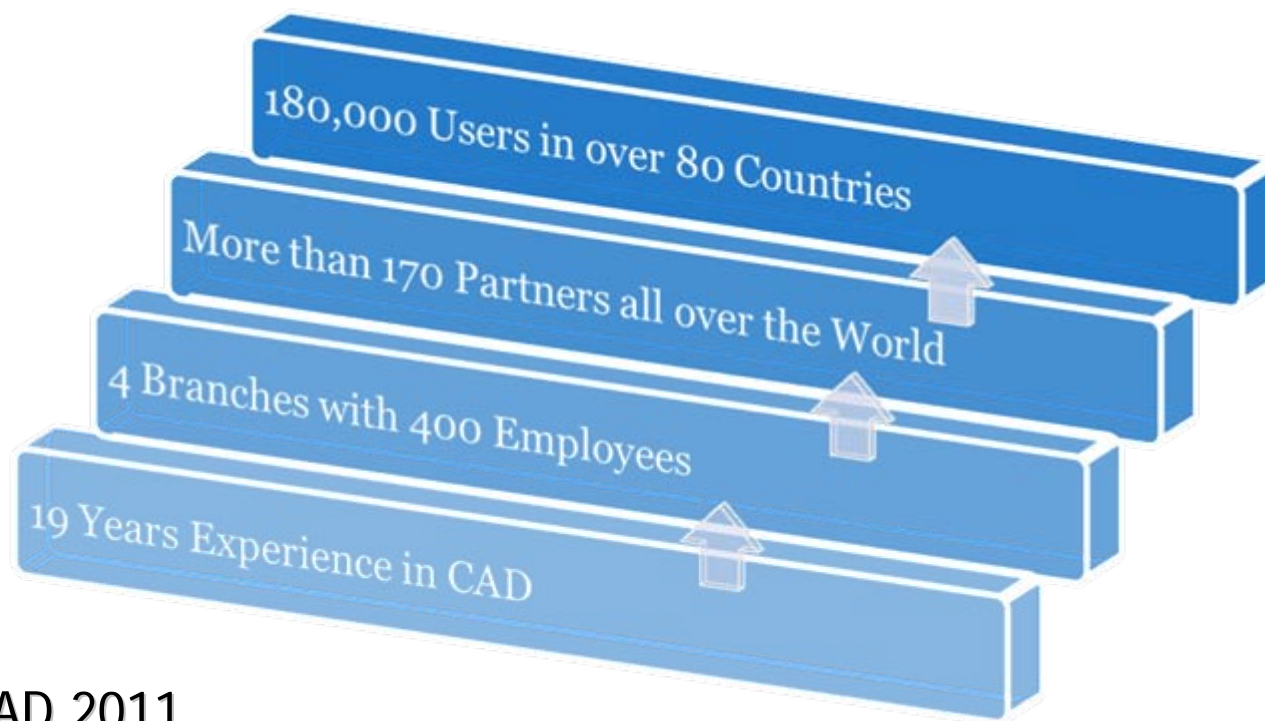 180,000 Users in over 80 Countries
More than 170 Partners all over the World
4 Branches with 400 Employees
19 Years Experience in CAD
AD 2011